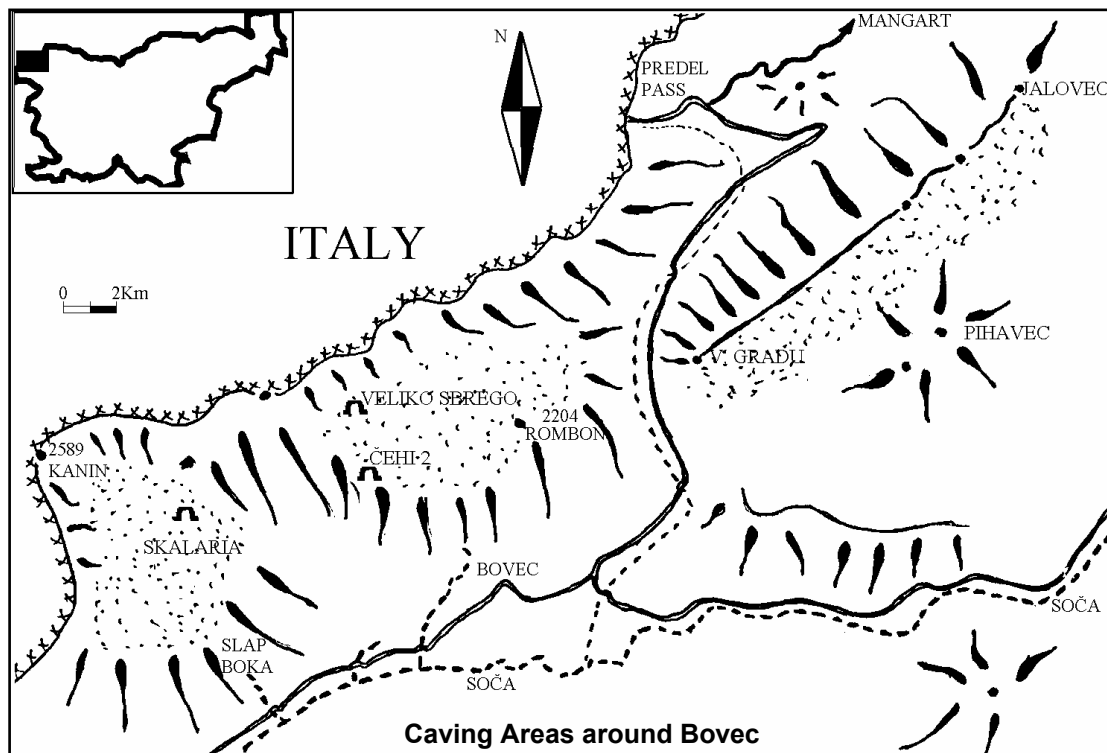 MANGART
N
PREDEL
PASS
JALOVEC
ITALY
0 2Km
PIHAVEC
V. GRADU
VELIKO SBREGO
2204
ROMBON
2589
KANIN
ČEHI 2
SKALARIA
BOVEC
SOČA
SLAP
BOKA
SOČA
Caving Areas around Bovec